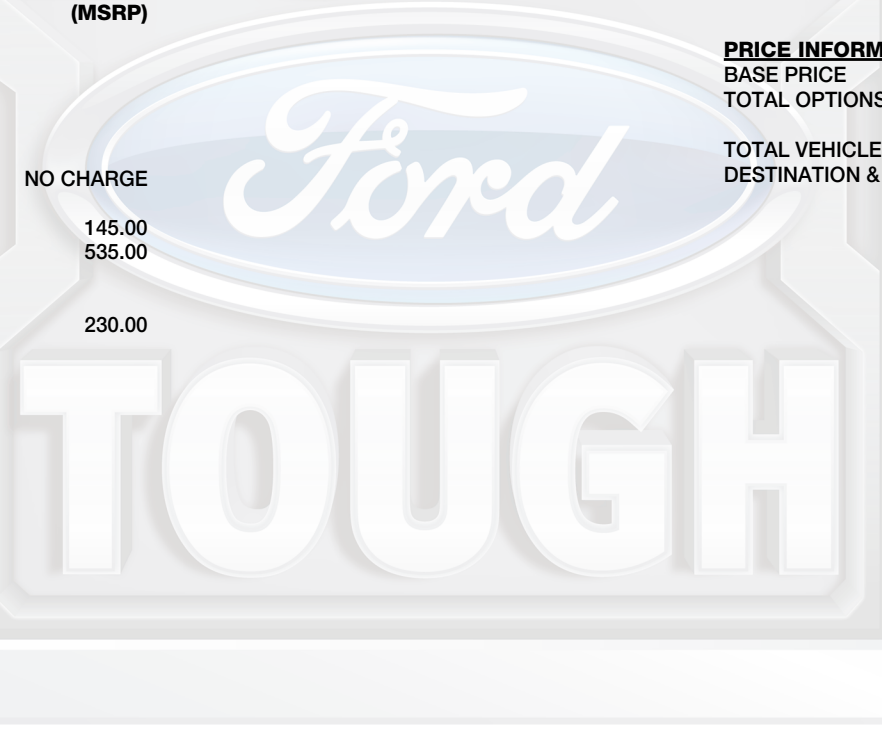 (MSRP)
NO CHARGE
145.00
535.00
230.00
PRICE INFORM
BASE PRICE
TOTAL OPTIONS
TOTAL VEHICLE
DESTINATION &
Ford
TOUGH